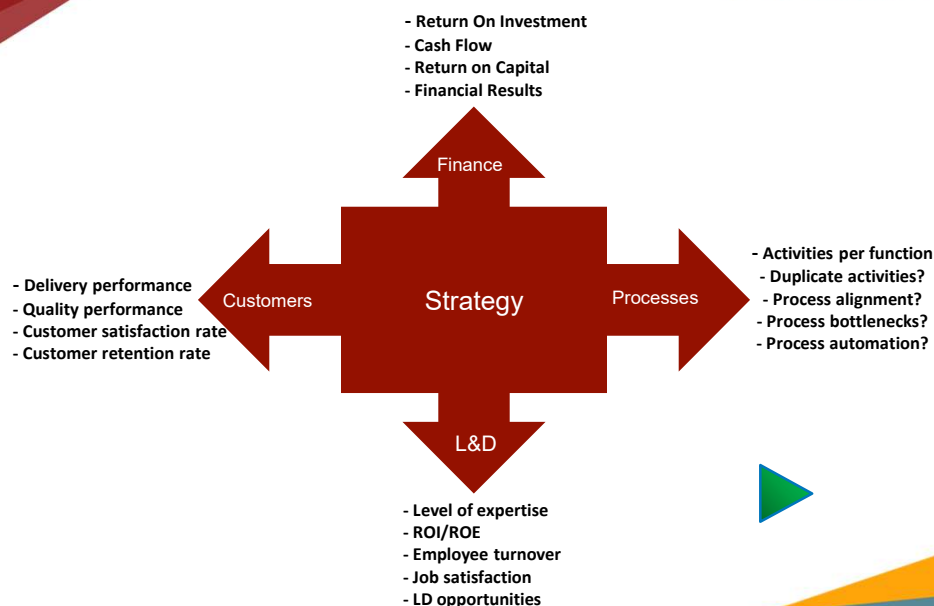 - Return On Investment
- Cash Flow
- Return on Capital
- Financial Results
Finance
- Delivery performance
- Quality performance
- Customer satisfaction rate
- Customer retention rate
Customers
Strategy
Processes
- Activities per function
- Duplicate activities?
- Process alignment?
- Process bottlenecks?
- Process automation?
L&D
- Level of expertise
- ROI/ROE
- Employee turnover
- Job satisfaction
- LD opportunities